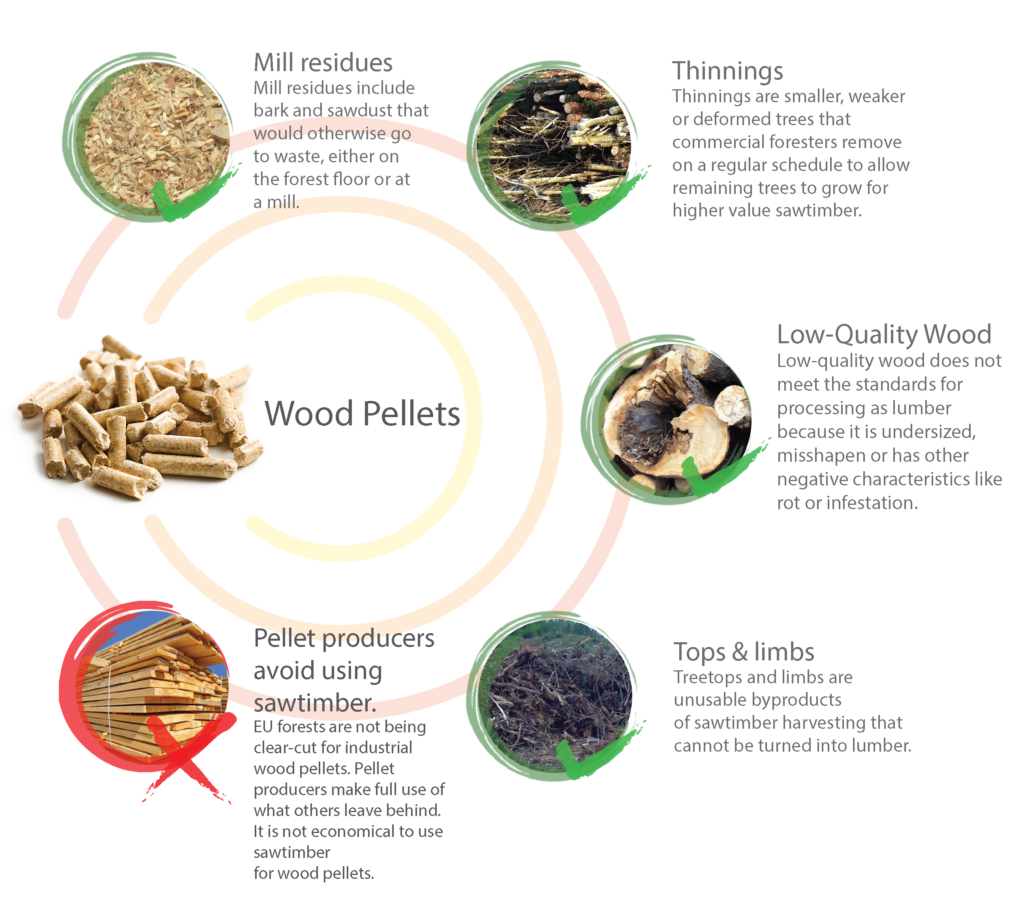 Mill residues
Mill residues include
bark and sawdust that
would otherwise go
to waste, either on
the forest floor or at
a mill.
Thinnings
Thinnings are smaller, weaker
or deformed trees that
commercial foresters remove
on a regular schedule to allow
remaining trees to grow for
higher value sawtimber.
Wood Pellets
Low-Quality Wood
Low-quality wood does not
meet the standards for
processing as lumber
because it is undersized,
misshapen or has other
negative characteristics like
rot or infestation.
Pellet producers
avoid using
sawtimber.
EU forests are not being
clear-cut for industrial
wood pellets. Pellet
producers make full use of
what others leave behind.
It is not economical to use
sawtimber
for wood pellets.
Tops & limbs
Treetops and limbs are
unusable byproducts
of sawtimber harvesting that
cannot be turned into lumber.